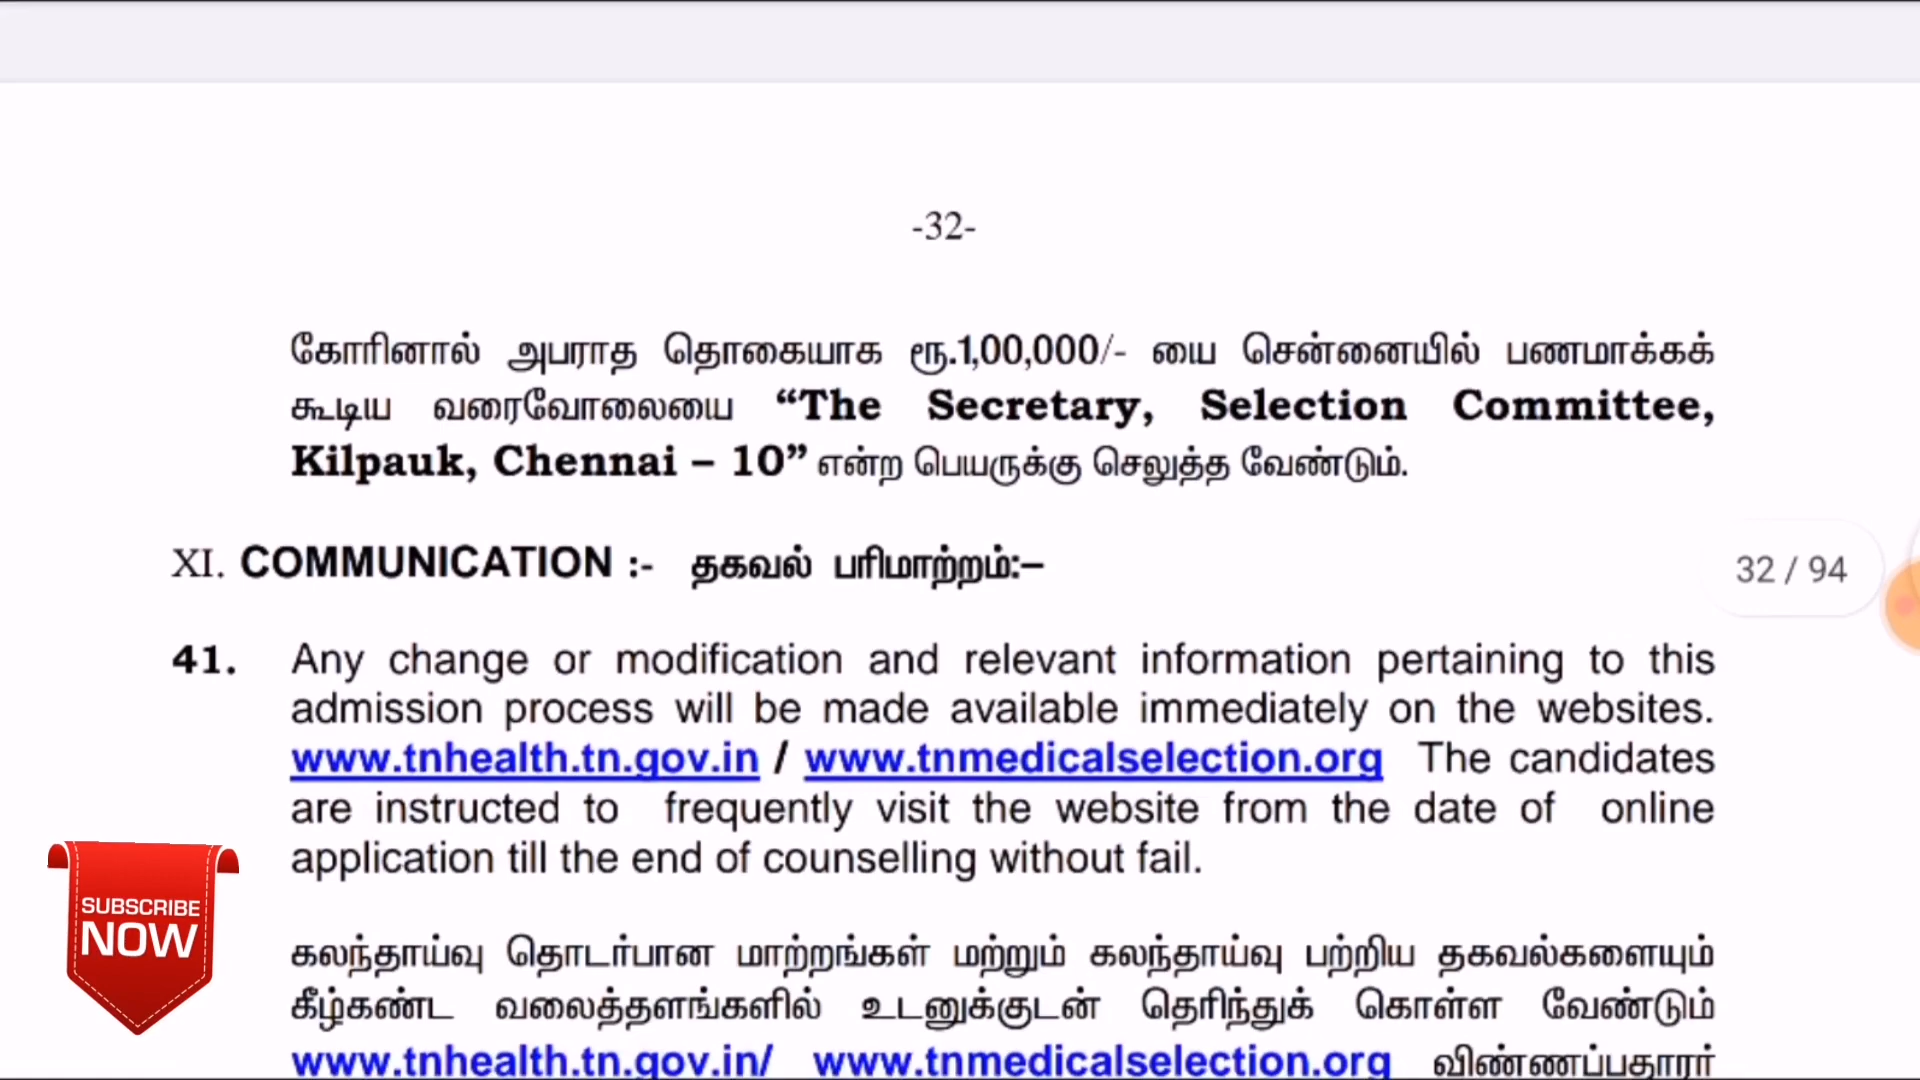 -32-
கோரினால் அபராத தொகையாக ரூ.1,00,000/- யை சென்னையில் பணமாக்கக்
கூடிய வரைவோலையை “The Secretary, Selection Committee,
Kilpauk, Chennai – 10” என்ற பெயருக்கு செலுத்த வேண்டும்.
XI. COMMUNICATION :- தகவல் பரிமாற்றம்:–
32 / 94
41. Any change or modification and relevant information pertaining to this
admission process will be made available immediately on the websites.
www.tnhealth.tn.gov.in / www.tnmedicalselection.org The candidates
are instructed to frequently visit the website from the date of online
application till the end of counselling without fail.
SUBSCRIBE
NOW
கலந்தாய்வு தொடர்பான மாற்றங்கள் மற்றும் கலந்தாய்வு பற்றிய தகவல்களையும்
கீழ்கண்ட வலைத்தளங்களில் உடனுக்குடன் தெரிந்துக் கொள்ள வேண்டும்
www.tnhealth.tn.gov.in/ www.tnmedicalselection.org விண்ணப்பதாரர்